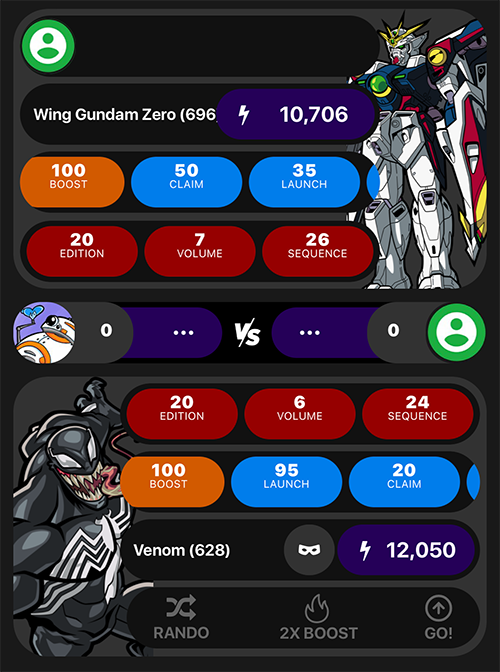 Wing Gundam Zero (696
10,706
100
BOOST
50
CLAIM
35
LAUNCH
20
EDITION
7
VOLUME
26
SEQUENCE
0
...
VS
...
0
20
EDITION
6
VOLUME
24
SEQUENCE
100
BOOST
95
LAUNCH
20
CLAIM
Venom (628)
12,050
RANDO
2X BOOST
GO!